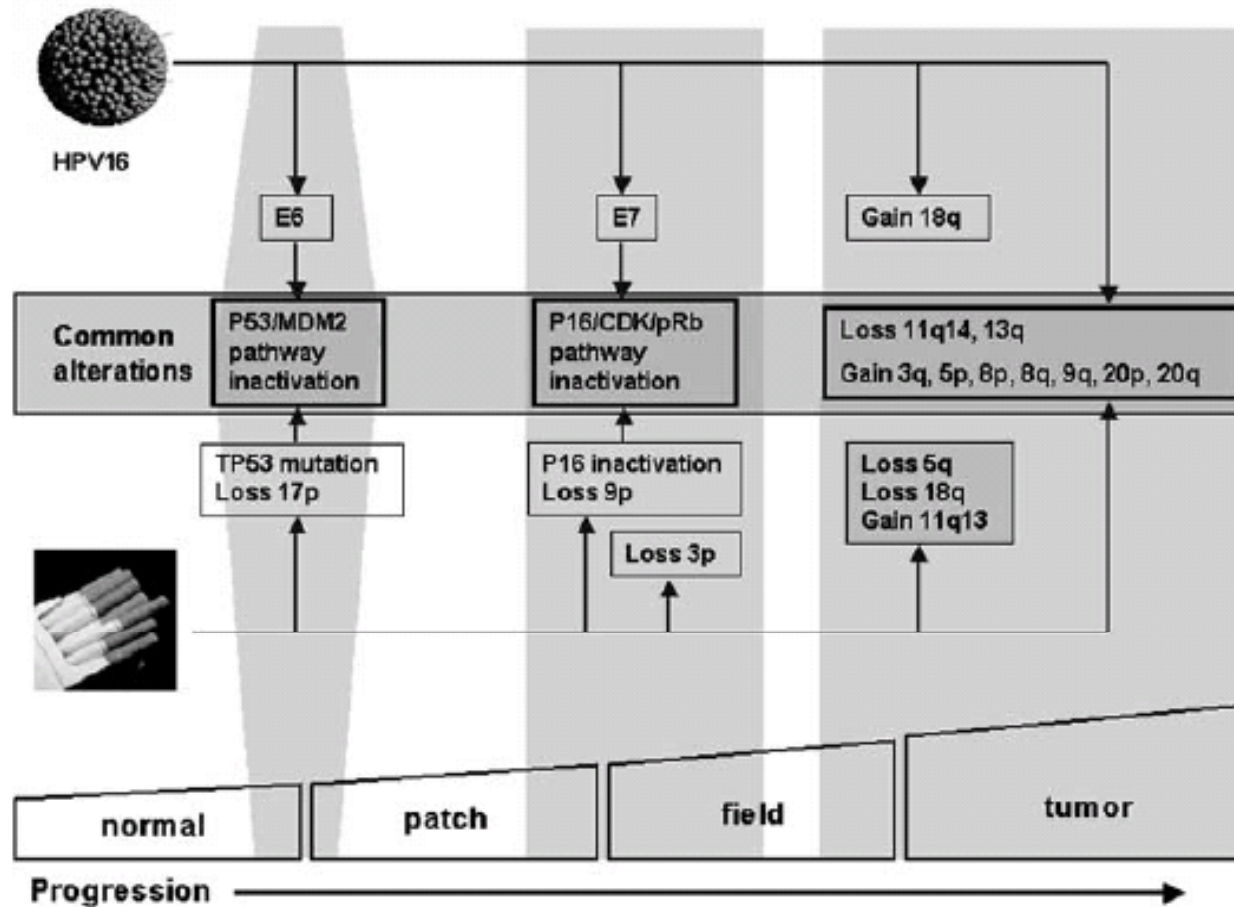 HPV16
E6
E7
Gain 18q
Common
alterations
P53/MDM2
pathway
inactivation
P16/CDK/pRb
pathway
inactivation
Loss 11q14, 13q
Gain 3q, 5p, 8p, 8q, 9q, 20p, 20q
TP53 mutation
Loss 17p
P16 inactivation
Loss 9p
Loss 3p
Loss 5q
Loss 18q
Gain 11q13
normal
patch
field
tumor
Progression